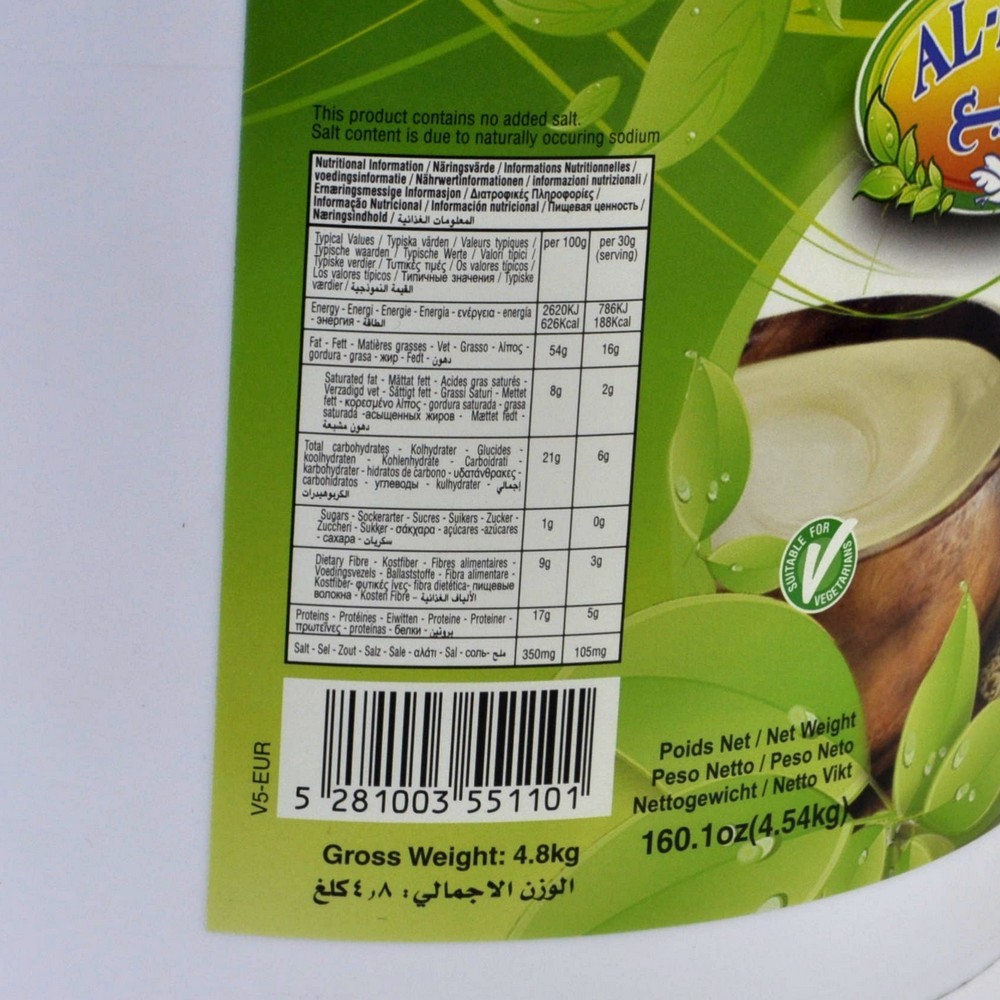 AL-
This product contains no added salt.
Salt content is due to naturally occuring sodium
Nutritional Information / Näringsvärde / Informations Nutritionnelles /
voedingsinformatie / Nährwertinformationen / Informazioni nutrizionali /
Ernæringsmessige Informasjon / Διατροφικές Πληροφορίες /
Informação Nutricional / Información nutricional / Пищевая ценность /
Næringsindhold / المعلومات الغذائية
Typical Values / Typiska värden / Valeurs typiques / per 100g per 30g
Typische waarden / Typische Werte / Valori tipici / (serving)
Typiske verdier / Τυπικές τιμές / Os valores típicos /
Los valores típicos / Типичные значения / Typiske
værdier / القيمة النموذجية
Energy - Energi - Energie - Energia - ενέργεια - energía 2620KJ 786KJ
- энергия - الطاقة 626Kcal 188Kcal
Fat - Fett - Matières grasses - Vet - Grasso - λίπος - 54g 16g
gordura - grasa - жир - Fedt - دهون
Saturated fat - Mättat fett - Acides gras saturés -
Verzadigd vet - Sättigt fett - Grassi Saturi - Mettet 8g 2g
fett - κορεσμένο λίπος - gordura saturada - grasa
saturada -асыщенных жиров - Mættet fedt -
دهون مشبعة
Total carbohydrates - Kolhydrater - Glucides -
koolhydraten - Kohlenhydrate - Carboidrati - 21g 6g
karbohydrater - hidratos de carbono - υδατάνθρακες -
carbohidratos - углеводы - kulhydrater - إجمالي
الكربوهيدرات
Sugars - Sockerarter - Sucres - Suikers - Zucker - 1g 0g
Zuccheri - Sukker - σάκχαρα - açúcares -azúcares
- сахара - سكريات
Dietary Fibre - Kostfiber - Fibres alimentaires - 9g 3g
Voedingsvezels - Ballaststoffe - Fibra alimentare -
Kostfiber- φυτικές ίνες- fibra dietética- пищевые
волокна - Kosten Fibre – الألياف الغذائية
Proteins - Protéines - Eiwitten - Proteine - Proteiner - 17g 5g
πρωτεΐνες - proteínas - белки - بروتين
Salt - Sel - Zout - Salz - Sale - αλάτι - Sal - соль- ملح 350mg 105mg
SUITABLE FOR
VEGETARIANS
V5-EUR
5 281003 551101
Gross Weight: 4.8kg
الوزن الاجمالي: ٤,٨ كلغ
Poids Net / Net Weight
Peso Netto / Peso Neto
Nettogewicht / Netto Vikt
160.1oz(4.54kg)